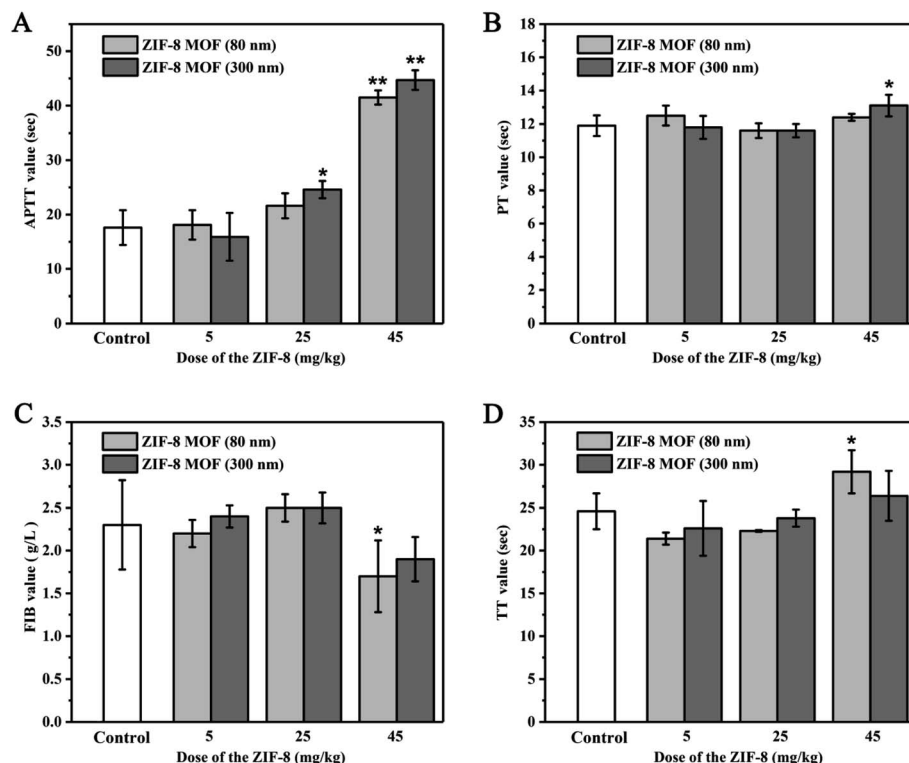 A
ZIF-8 MOF (80 nm)
ZIF-8 MOF (300 nm)
APTT value (sec)
50
40
30
20
10
0
*
**
**
Control
5
25
45
Dose of the ZIF-8 (mg/kg)
B
ZIF-8 MOF (80 nm)
ZIF-8 MOF (300 nm)
PT value (sec)
18
16
14
12
10
8
6
4
2
0
*
Control
5
25
45
Dose of the ZIF-8 (mg/kg)
C
ZIF-8 MOF (80 nm)
ZIF-8 MOF (300 nm)
FIB value ( g/L )
3.5
3.0
2.5
2.0
1.5
1.0
0.5
0.0
*
Control
5
25
45
Dose of the ZIF-8 (mg/kg)
D
ZIF-8 MOF (80 nm)
ZIF-8 MOF (300 nm)
TT value (sec)
35
30
25
20
15
10
5
0
*
Control
5
25
45
Dose of the ZIF-8 (mg/kg)